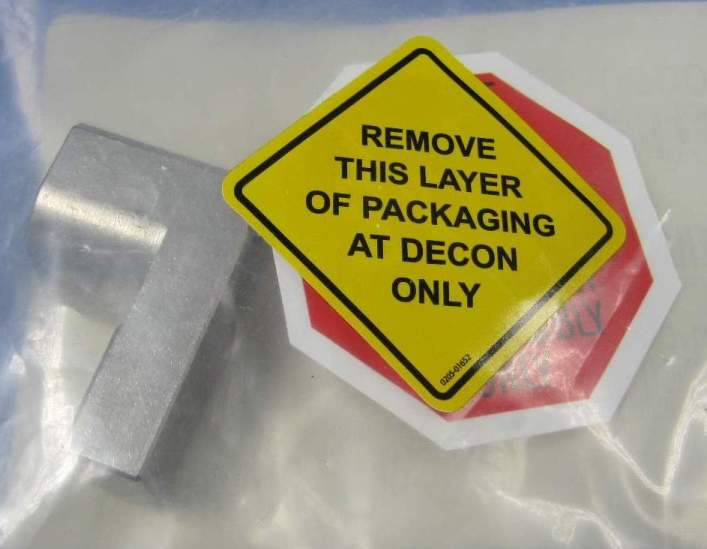 REMOVE
THIS LAYER
OF PACKAGING
AT DECON
ONLY
0205-01652